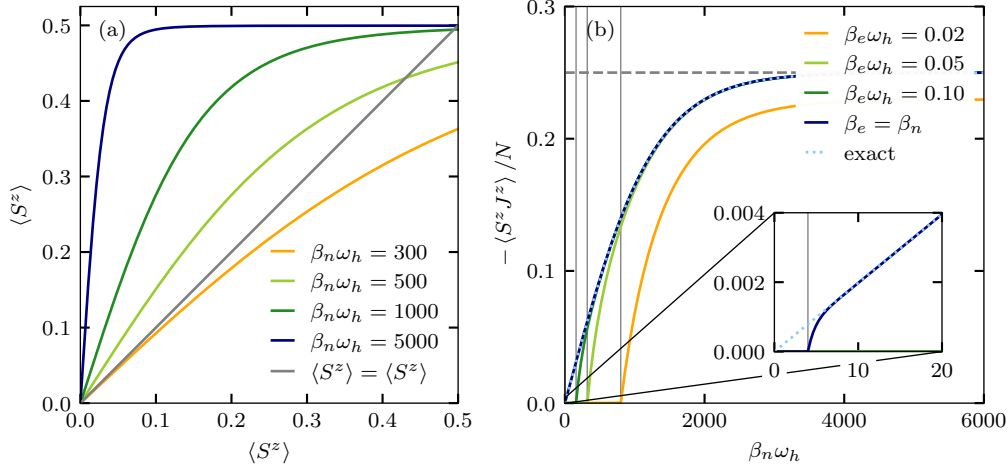 (a)
⟨S^z⟩
0.5
0.4
0.3
0.2
0.1
0.0
β_nω_h = 300
β_nω_h = 500
β_nω_h = 1000
β_nω_h = 5000
⟨S^z⟩ = ⟨S^z⟩
0.0 0.1 0.2 0.3 0.4 0.5
⟨S^z⟩
(b)
−⟨S^z J^z⟩/N
0.3
0.2
0.1
0.0
β_eω_h = 0.02
β_eω_h = 0.05
β_eω_h = 0.10
β_e = β_n
exact
0.004
0.002
0.000
0 10 20
0 2000 4000 6000
β_nω_h